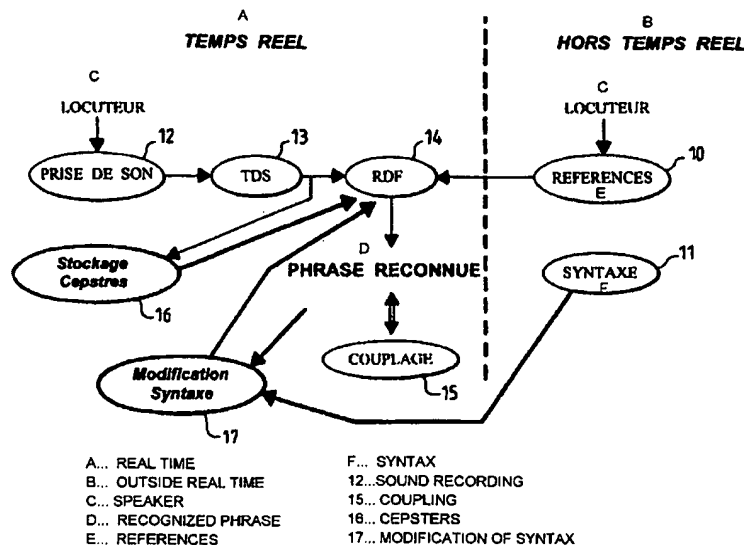 A
TEMPS REEL
B
HORS TEMPS REEL
C
LOCUTEUR
C
LOCUTEUR
12
13
14
10
PRISE DE SON
TDS
RDF
REFERENCES
E
D
PHRASE RECONNUE
11
SYNTAXE
F
Stockage
Cepstres
16
COUPLAGE
15
Modification
Syntaxe
17
A... REAL TIME
B... OUTSIDE REAL TIME
C... SPEAKER
D... RECOGNIZED PHRASE
E... REFERENCES
F... SYNTAX
12...SOUND RECORDING
15... COUPLING
16... CEPSTERS
17... MODIFICATION OF SYNTAX